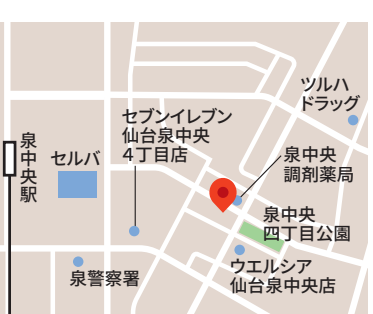 ツルハ
ドラッグ
セブンイレブン
仙台泉中央
4丁目店
泉
中
央
駅
セルバ
泉中央
調剤薬局
泉中央
四丁目公園
ウエルシア
仙台泉中央店
泉警察署